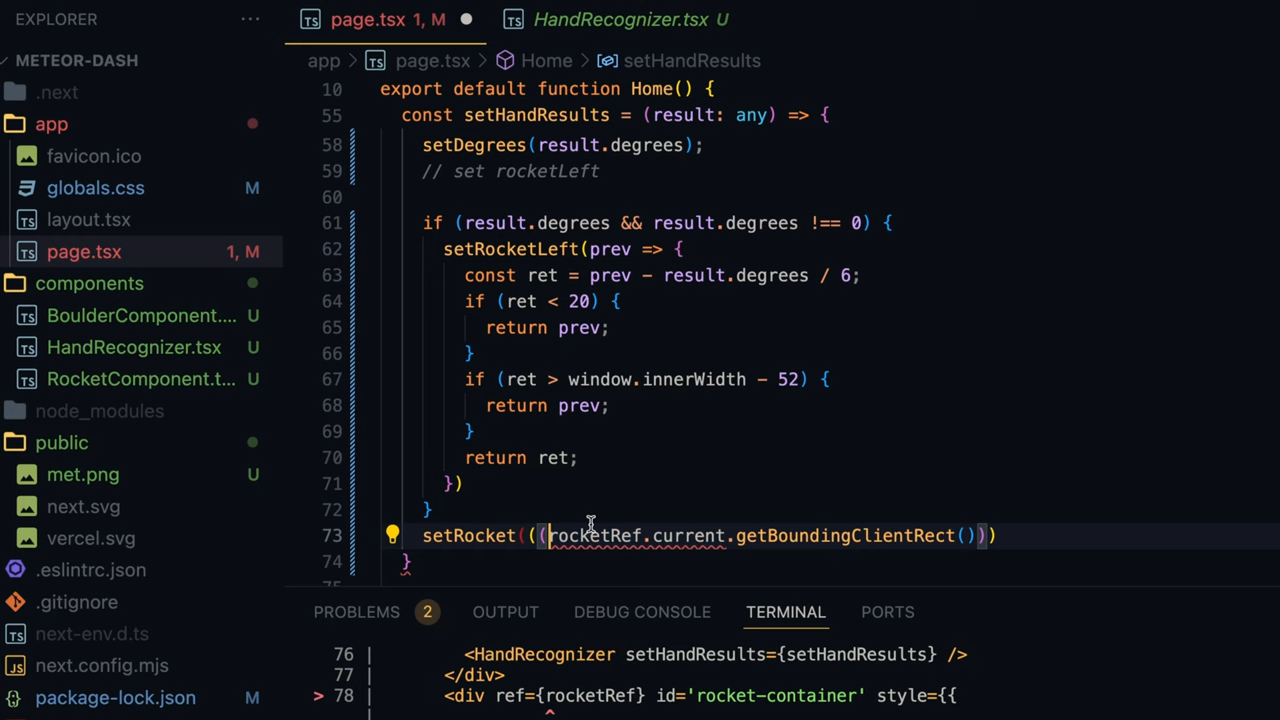 EXPLORER ...
METEOR-DASH
.next
app
favicon.ico
globals.css M
layout.tsx
page.tsx 1, M
components
BoulderComponent.... U
HandRecognizer.tsx U
RocketComponent.t... U
node_modules
public
met.png U
next.svg
vercel.svg
.eslintrc.json
.gitignore
TS next-env.d.ts
next.config.mjs
package-lock.json M
TS page.tsx 1, M TS HandRecognizer.tsx U
app > TS page.tsx > Home > setHandResults
10 export default function Home() {
55 const setHandResults = (result: any) => {
58 setDegrees(result.degrees);
59 // set rocketLeft
60
61 if (result.degrees && result.degrees !== 0) {
62 setRocketLeft(prev => {
63 const ret = prev - result.degrees / 6;
64 if (ret < 20) {
65 return prev;
66 }
67 if (ret > window.innerWidth - 52) {
68 return prev;
69 }
70 return ret;
71 })
72 }
73 setRocket(((rocketRef.current.getBoundingClientRect()))
74 }
75
PROBLEMS 2 OUTPUT DEBUG CONSOLE TERMINAL PORTS
76 | <HandRecognizer setHandResults={setHandResults} />
77 | </div>
> 78 | <div ref={rocketRef} id='rocket-container' style={{
| ^